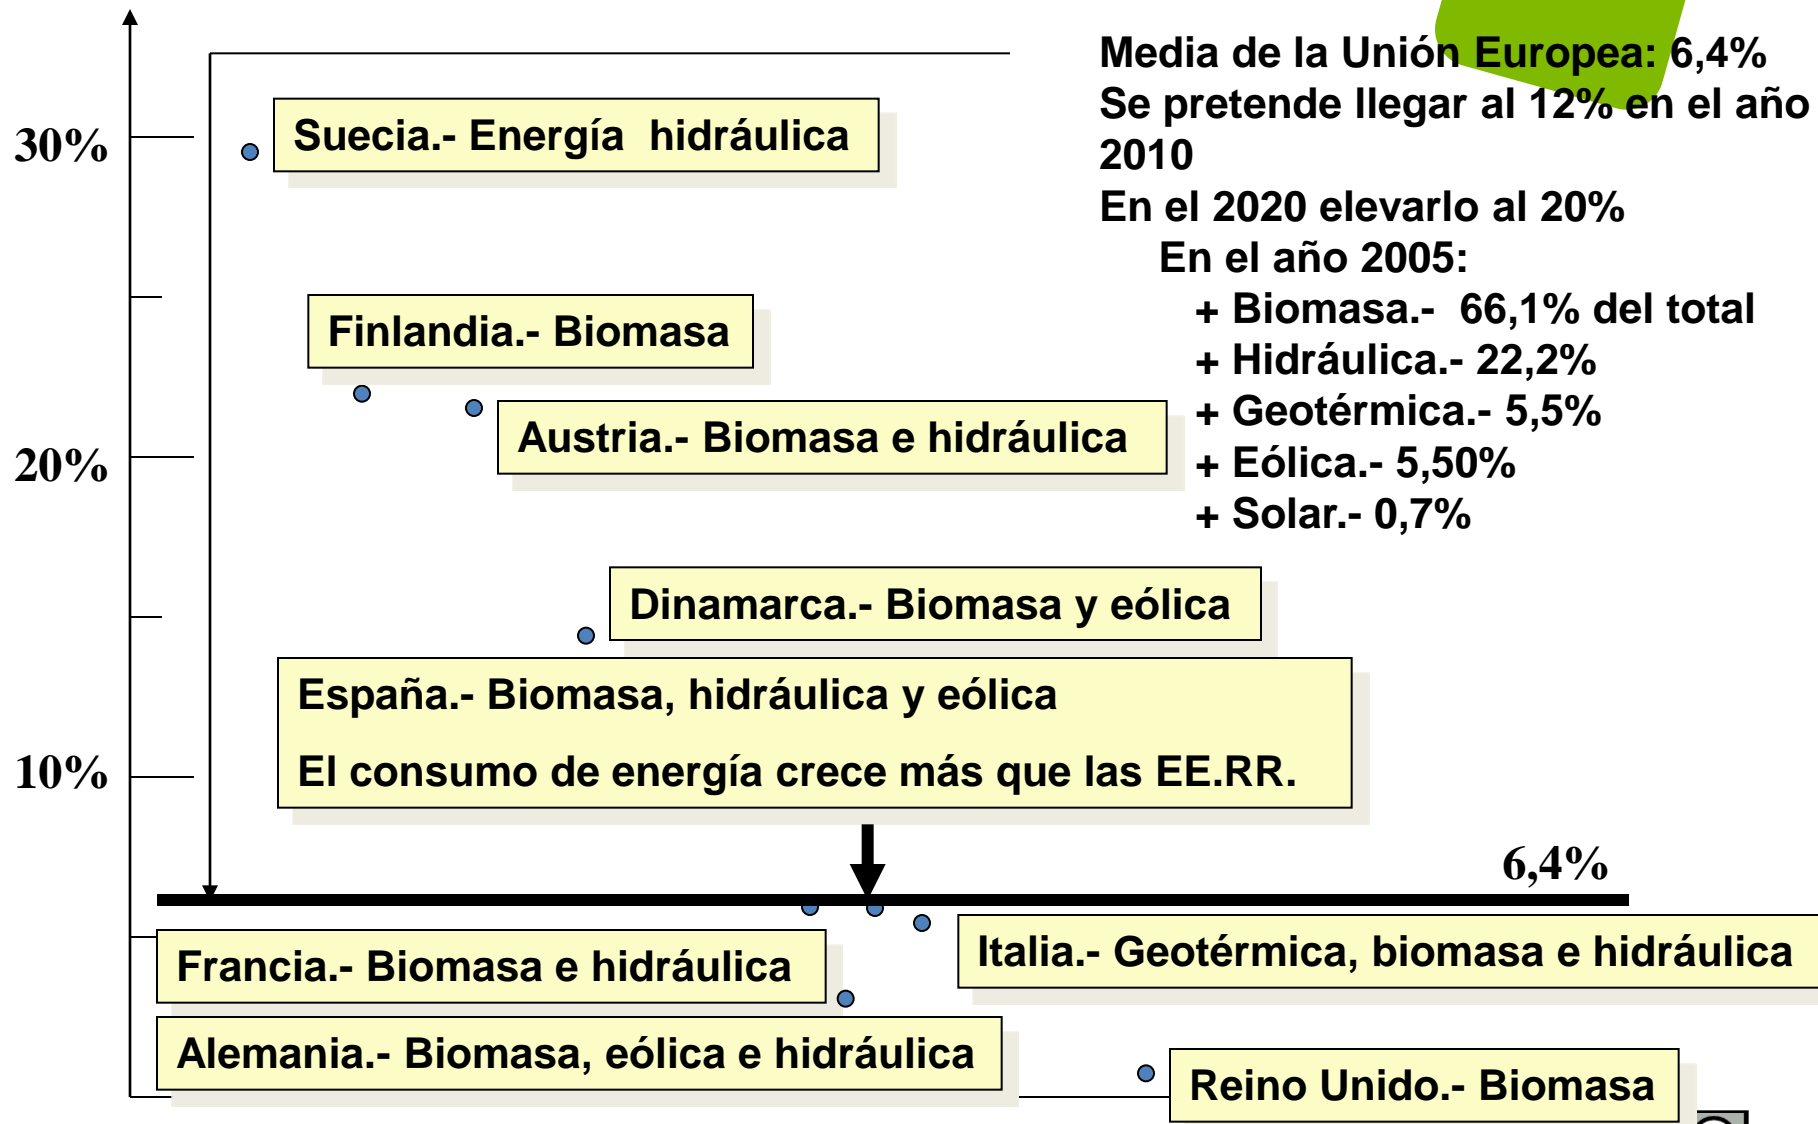 Media de la Unión Europea: 6,4%
Se pretende llegar al 12% en el año
2010
En el 2020 elevarlo al 20%
En el año 2005:
+ Biomasa.- 66,1% del total
+ Hidráulica.- 22,2%
+ Geotérmica.- 5,5%
+ Eólica.- 5,50%
+ Solar.- 0,7%
30%
Suecia.- Energía hidráulica
Finlandia.- Biomasa
Austria.- Biomasa e hidráulica
20%
Dinamarca.- Biomasa y eólica
España.- Biomasa, hidráulica y eólica
El consumo de energía crece más que las EE.RR.
10%
6,4%
Francia.- Biomasa e hidráulica
Italia.- Geotérmica, biomasa e hidráulica
Alemania.- Biomasa, eólica e hidráulica
Reino Unido.- Biomasa